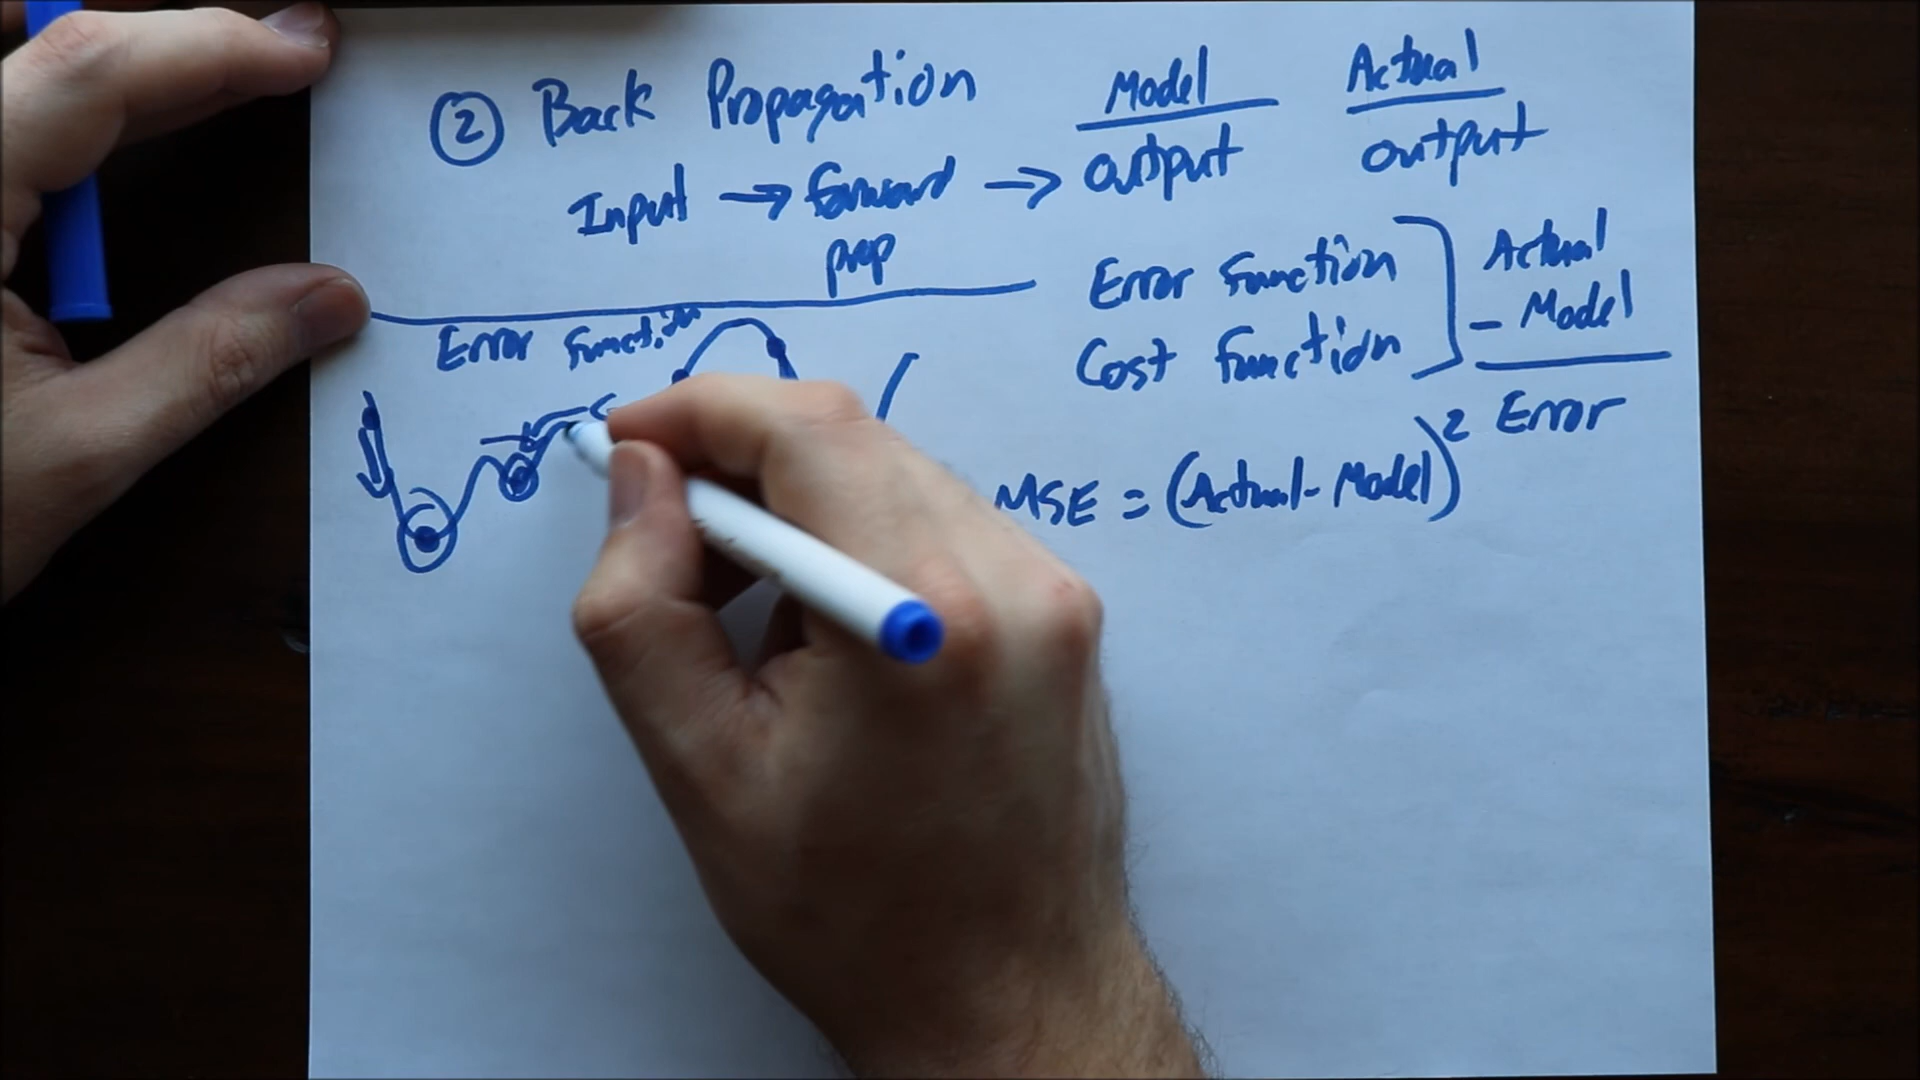 ② Back Propagation
Input → forward prop → Model output
Actual output
Error function
Cost function
Actual
- Model
Error
MSE = (Actual - Model)²
Error function